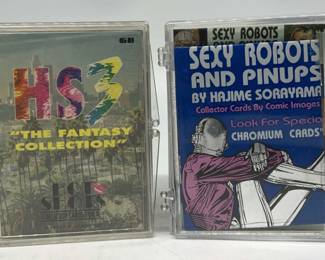 HS3
"THE FANTASY
COLLECTION"
SEXY ROBOTS
SEXY ROBOTS
AND PINUPS
BY HAJIME SORAYAMA
Collector Cards By Comic Images
Look For Special
CHROMIUM CARDS